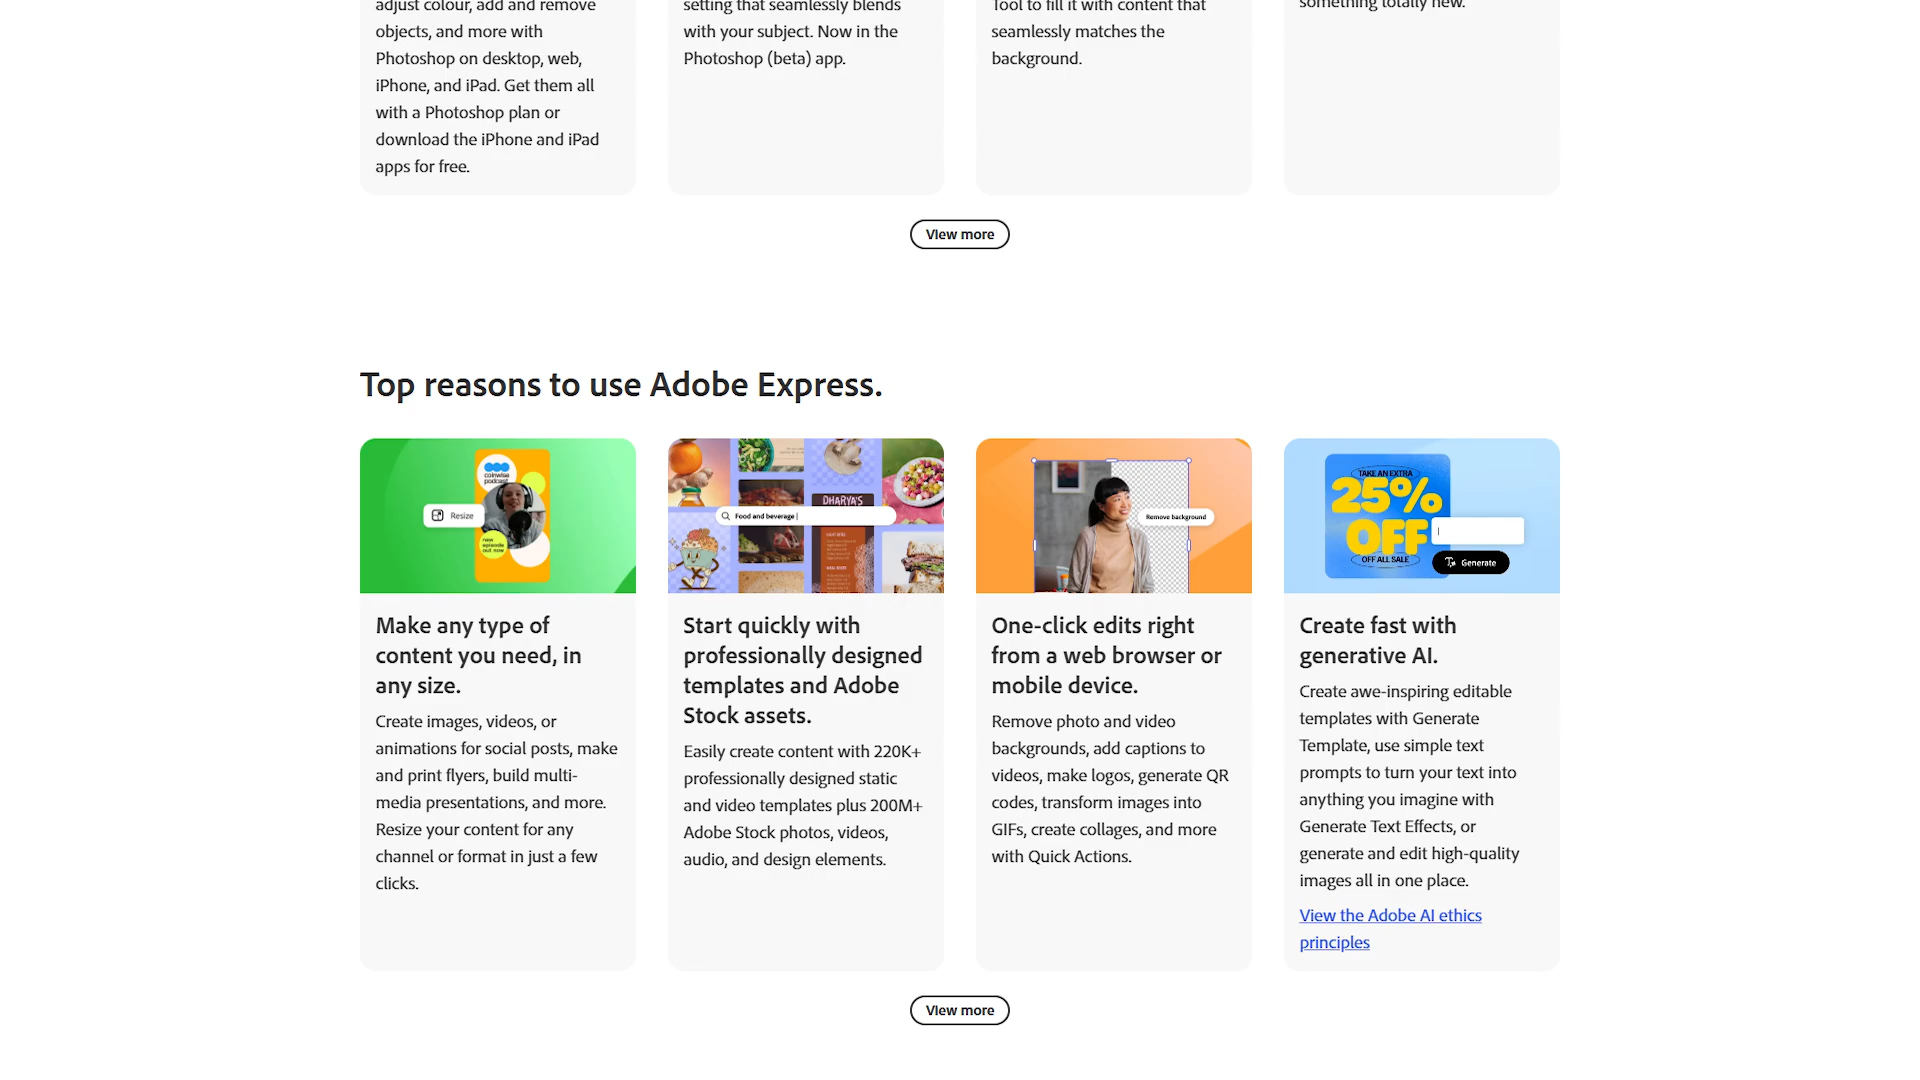 adjust colour, add and remove
objects, and more with
Photoshop on desktop, web,
iPhone, and iPad. Get them all
with a Photoshop plan or
download the iPhone and iPad
apps for free.
setting that seamlessly blends
with your subject. Now in the
Photoshop (beta) app.
Tool to fill it with content that
seamlessly matches the
background.
something totally new.
View more
Top reasons to use Adobe Express.
coinwise
podcast
Resize
new
episode
out now
Make any type of
content you need, in
any size.
Create images, videos, or
animations for social posts, make
and print flyers, build multi-
media presentations, and more.
Resize your content for any
channel or format in just a few
clicks.
DHARYA'S
Food and beverage
Start quickly with
professionally designed
templates and Adobe
Stock assets.
Easily create content with 220K+
professionally designed static
and video templates plus 200M+
Adobe Stock photos, videos,
audio, and design elements.
Remove background
One-click edits right
from a web browser or
mobile device.
Remove photo and video
backgrounds, add captions to
videos, make logos, generate QR
codes, transform images into
GIFs, create collages, and more
with Quick Actions.
TAKE AN EXTRA
25%
OFF
OFF ALL SALE
Generate
Create fast with
generative AI.
Create awe-inspiring editable
templates with Generate
Template, use simple text
prompts to turn your text into
anything you imagine with
Generate Text Effects, or
generate and edit high-quality
images all in one place.
View the Adobe AI ethics
principles
View more